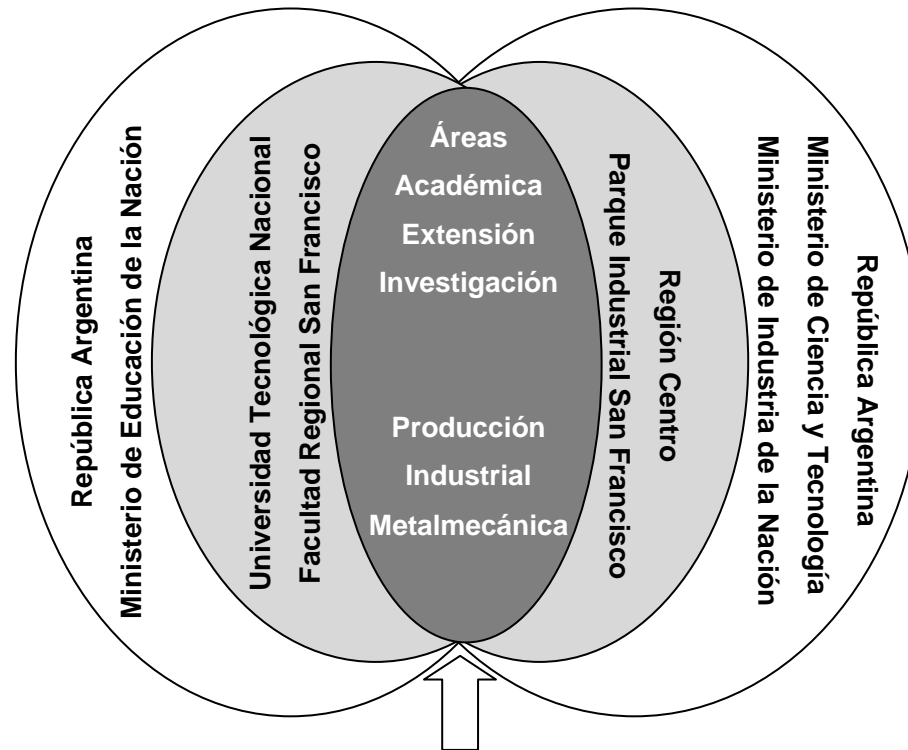 República Argentina
Ministerio de Educación de la Nación
Universidad Tecnológica Nacional
Facultad Regional San Francisco
Áreas
Académica
Extensión
Investigación
Producción
Industrial
Metalmecánica
Parque Industrial San Francisco
Región Centro
Ministerio de Industria de la Nación
Ministerio de Ciencia y Tecnología
República Argentina